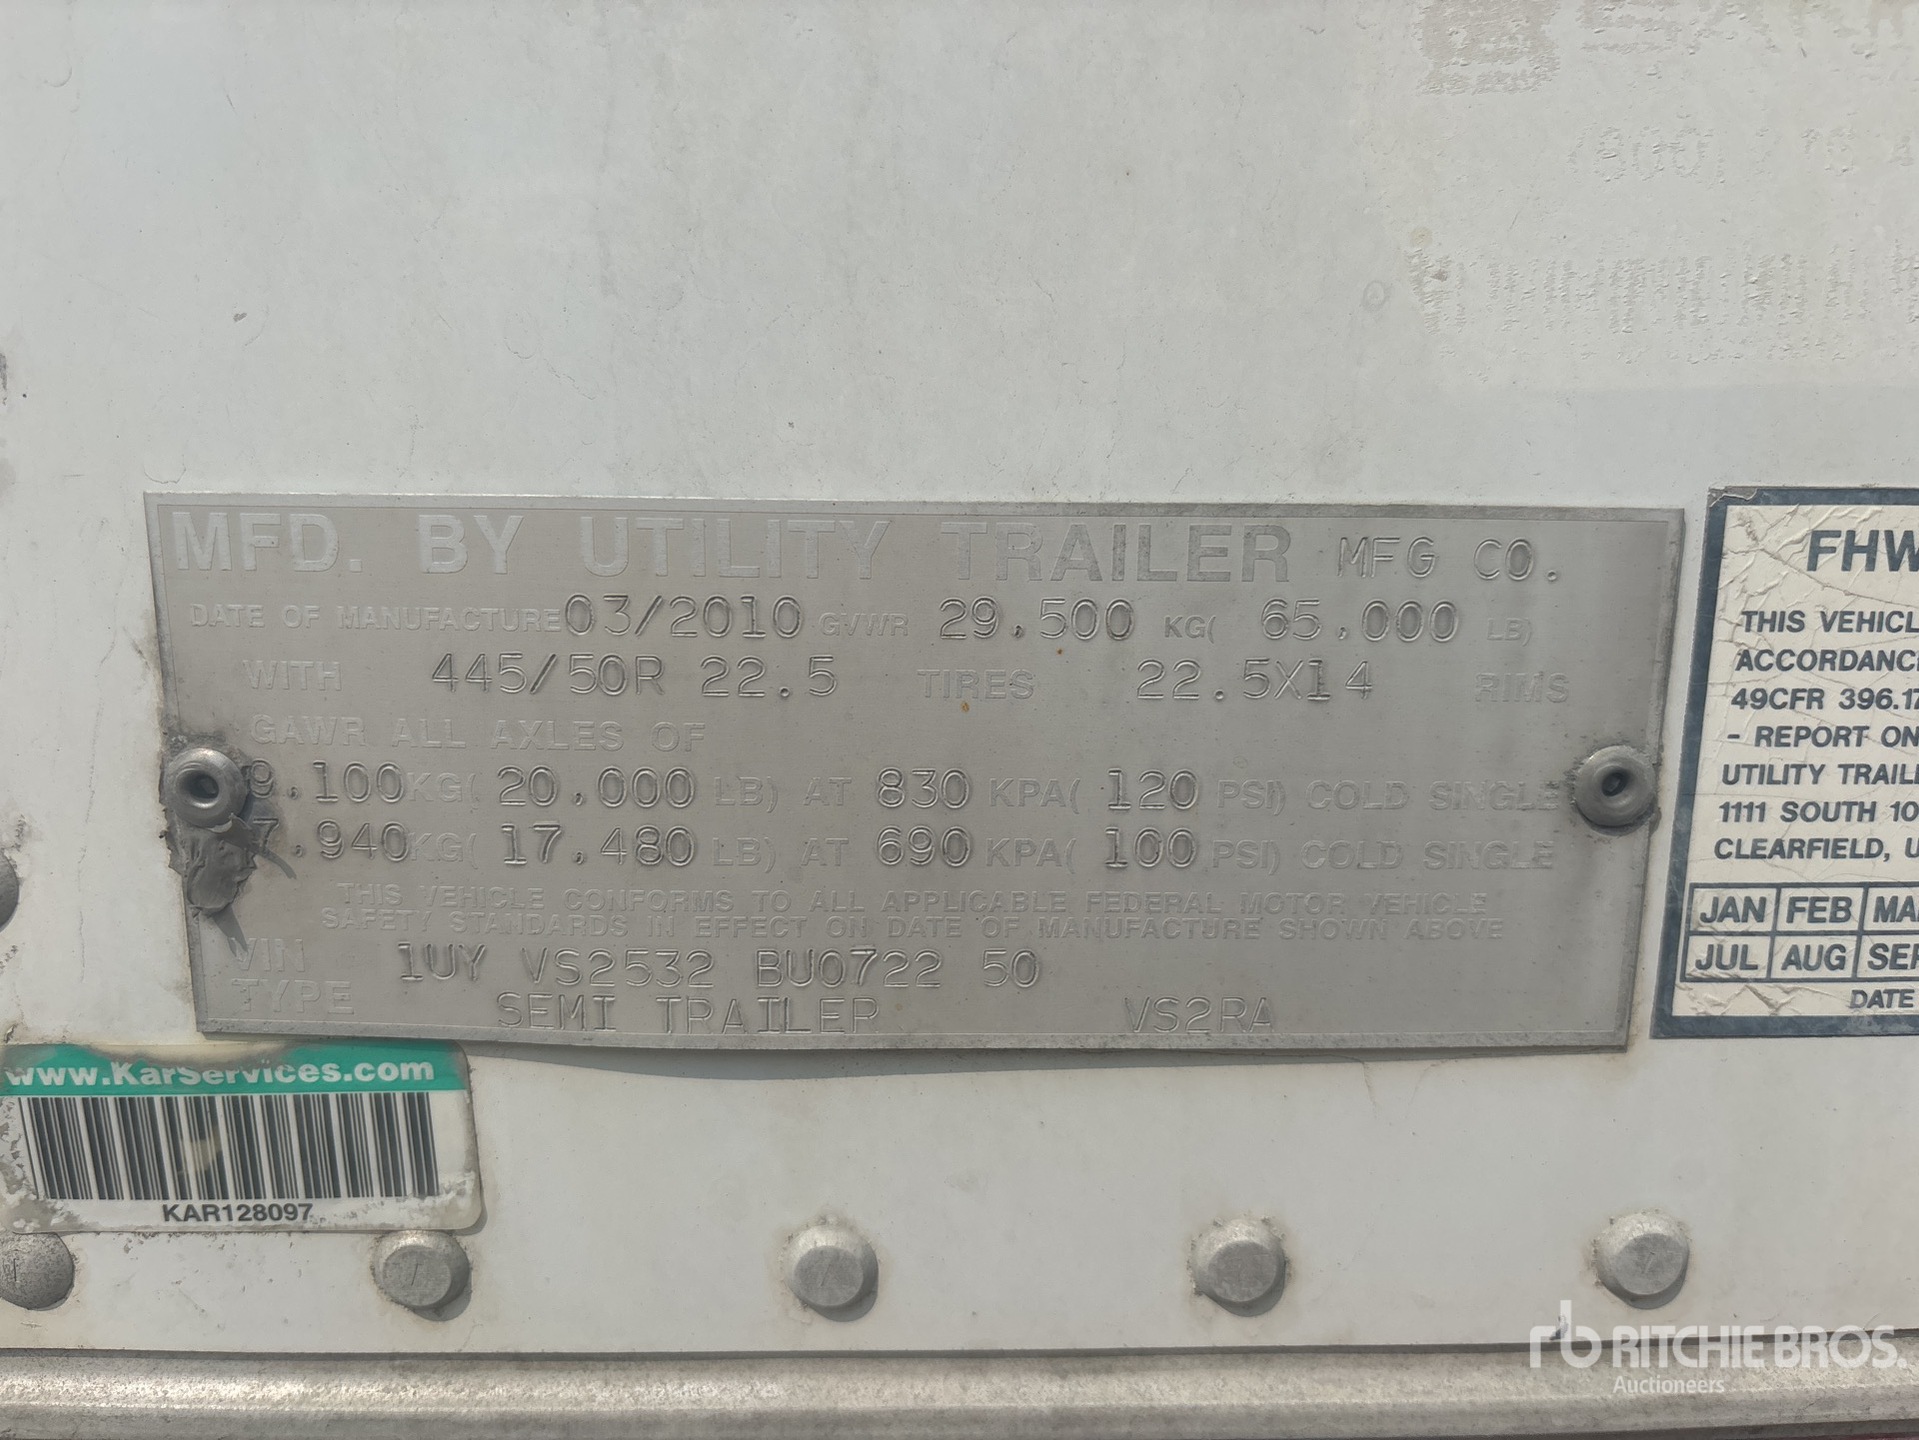 MFD. BY UTILITY TRAILER MFG CO.
DATE OF MANUFACTURE 03/2010 GVWR 29,500 KG( 65,000 LB)
WITH 445/50R 22.5 TIRES 22.5X14 RIMS
GAWR ALL AXLES OF
9,100 KG( 20,000 LB) AT 830 KPA( 120 PSI) COLD SINGLE
7,940 KG( 17,480 LB) AT 690 KPA( 100 PSI) COLD SINGLE
THIS VEHICLE CONFORMS TO ALL APPLICABLE FEDERAL MOTOR VEHICLE
SAFETY STANDARDS IN EFFECT ON DATE OF MANUFACTURE SHOWN ABOVE
VIN 1UY VS2532 BU0722 50
TYPE SEMI TRAILER VS2RA
FHW
THIS VEHICL
ACCORDANC
49CFR 396.17
- REPORT ON
UTILITY TRAIL
1111 SOUTH 10
CLEARFIELD, U
JAN FEB MA
JUL AUG SEP
DATE
www.KarServices.com
KAR128097
rb RITCHIE BROS.
Auctioneers